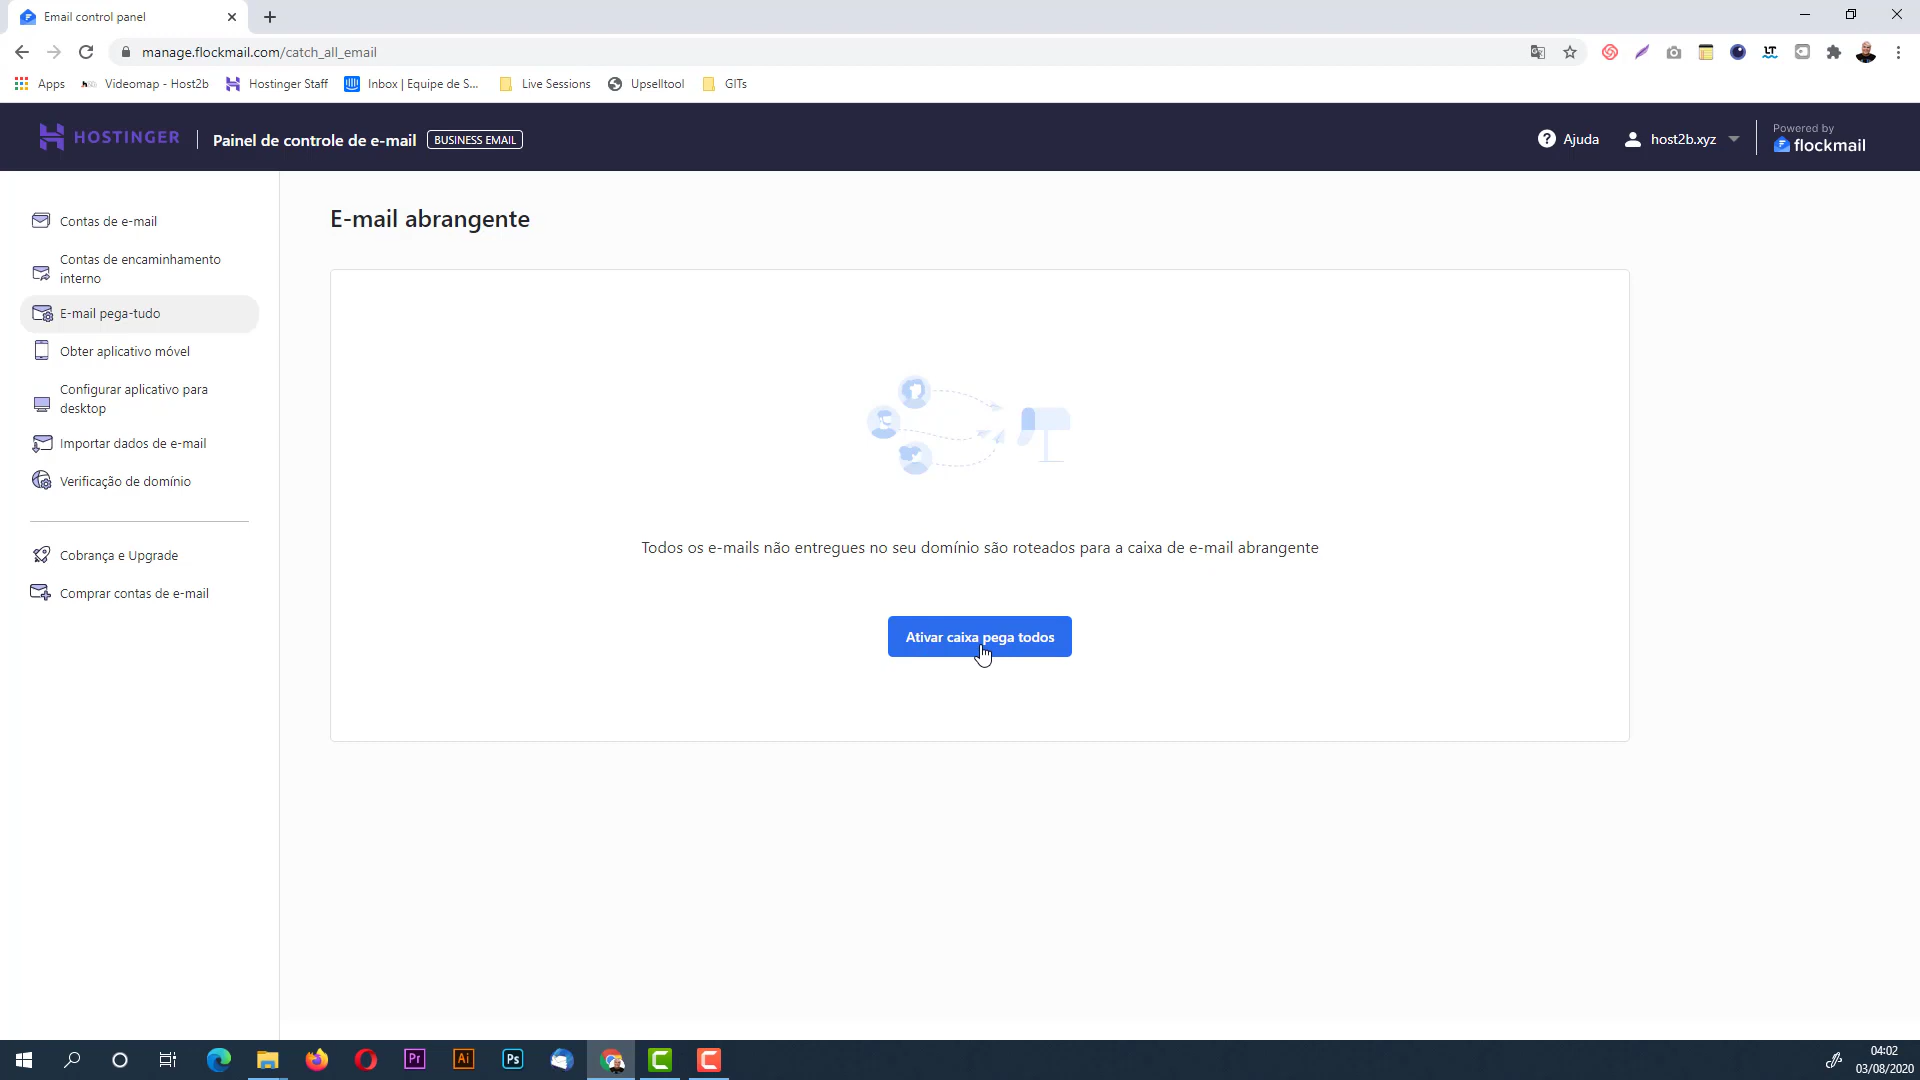 Email control panel
manage.flockmail.com/catch_all_email
Apps
Videomap - Host2b
Hostinger Staff
Inbox | Equipe de S...
Live Sessions
Upselltool
GITs
HOSTINGER
Painel de controle de e-mail
BUSINESS EMAIL
? Ajuda
host2b.xyz
Powered by
flockmail
Contas de e-mail
Contas de encaminhamento
interno
E-mail pega-tudo
Obter aplicativo móvel
Configurar aplicativo para
desktop
Importar dados de e-mail
Verificação de domínio
Cobrança e Upgrade
Comprar contas de e-mail
E-mail abrangente
Todos os e-mails não entregues no seu domínio são roteados para a caixa de e-mail abrangente
Ativar caixa pega todos
Pr
Ai
Ps
04:02
03/08/2020